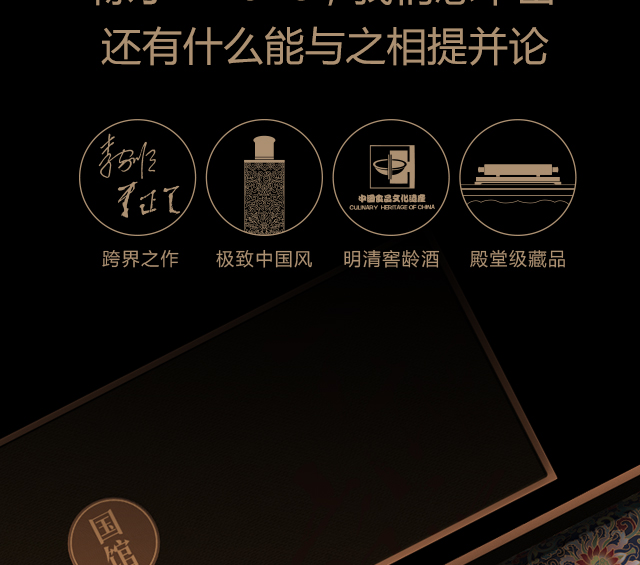 还有什么能与之相提并论
中国食品文化遗产
CULINARY HERITAGE OF CHINA
跨界之作
极致中国风
明清窖龄酒
殿堂级藏品
国馆